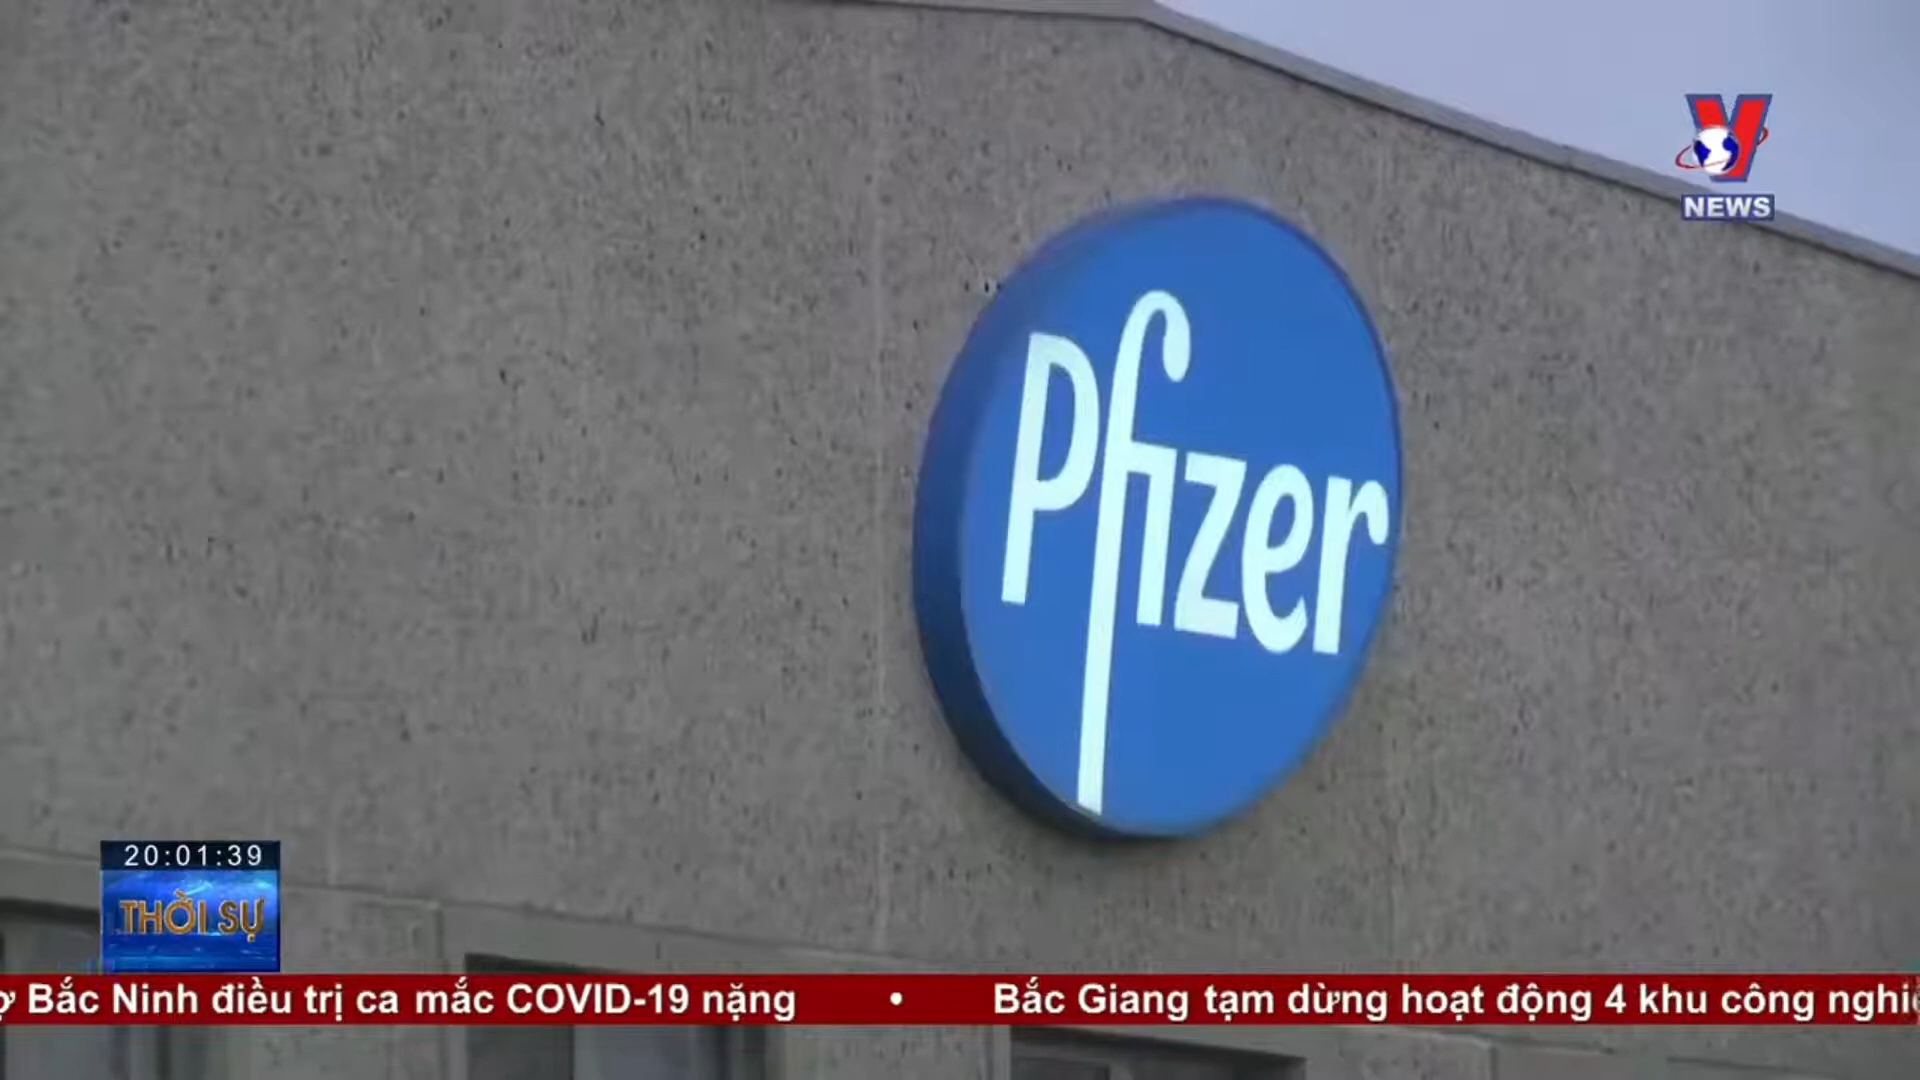 NEWS
Pfizer
20:01:39
THỜI SỰ
Bắc Ninh điều trị ca mắc COVID-19 nặng • Bắc Giang tạm dừng hoạt động 4 khu công